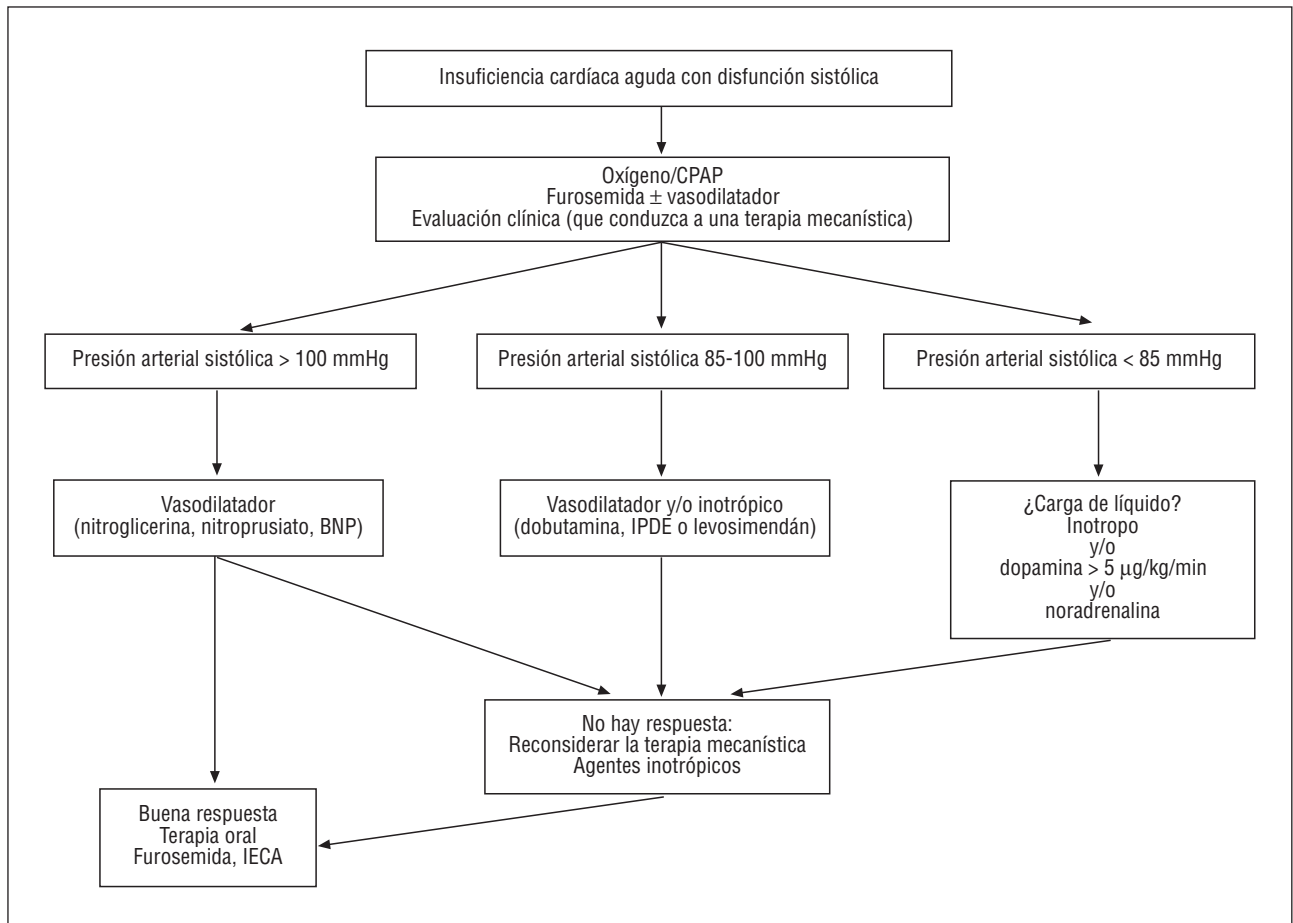 Insuficiencia cardíaca aguda con disfunción sistólica
Oxígeno/CPAP
Furosemida ± vasodilatador
Evaluación clínica (que conduzca a una terapia mecanística)
Presión arterial sistólica > 100 mmHg
Presión arterial sistólica 85-100 mmHg
Presión arterial sistólica < 85 mmHg
Vasodilatador
(nitroglicerina, nitroprusiato, BNP)
Vasodilatador y/o inotrópico
(dobutamina, IPDE o levosimendán)
¿Carga de líquido?
Inotropo
y/o
dopamina > 5 μg/kg/min
y/o
noradrenalina
No hay respuesta:
Reconsiderar la terapia mecanística
Agentes inotrópicos
Buena respuesta
Terapia oral
Furosemida, IECA